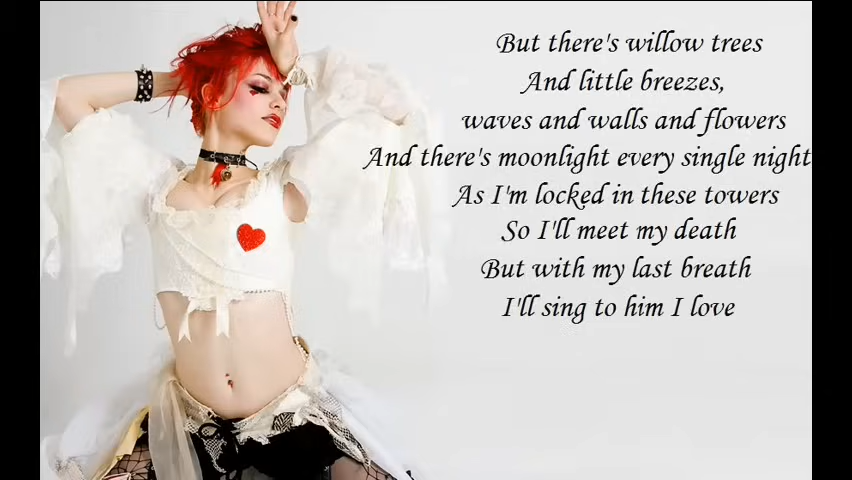 But there's willow trees
And little breezes,
waves and walls and flowers
And there's moonlight every single night
As I'm locked in these towers
So I'll meet my death
But with my last breath
I'll sing to him I love